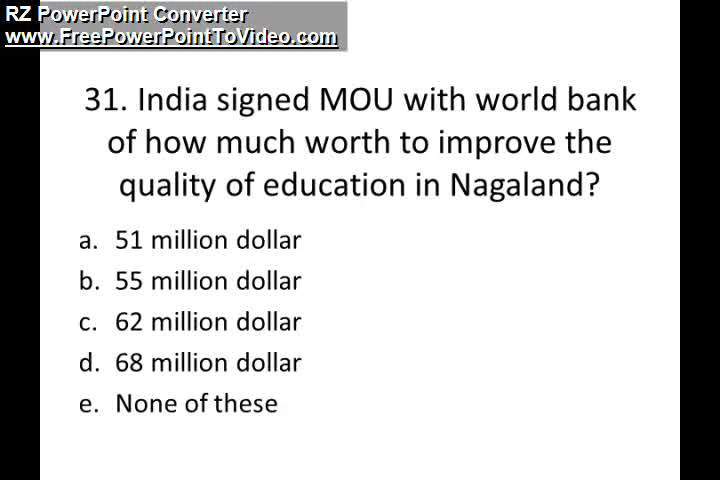 RZ PowerPoint Converter
www.FreePowerPointToVideo.com
31. India signed MOU with world bank
of how much worth to improve the
quality of education in Nagaland?
a. 51 million dollar
b. 55 million dollar
c. 62 million dollar
d. 68 million dollar
e. None of these